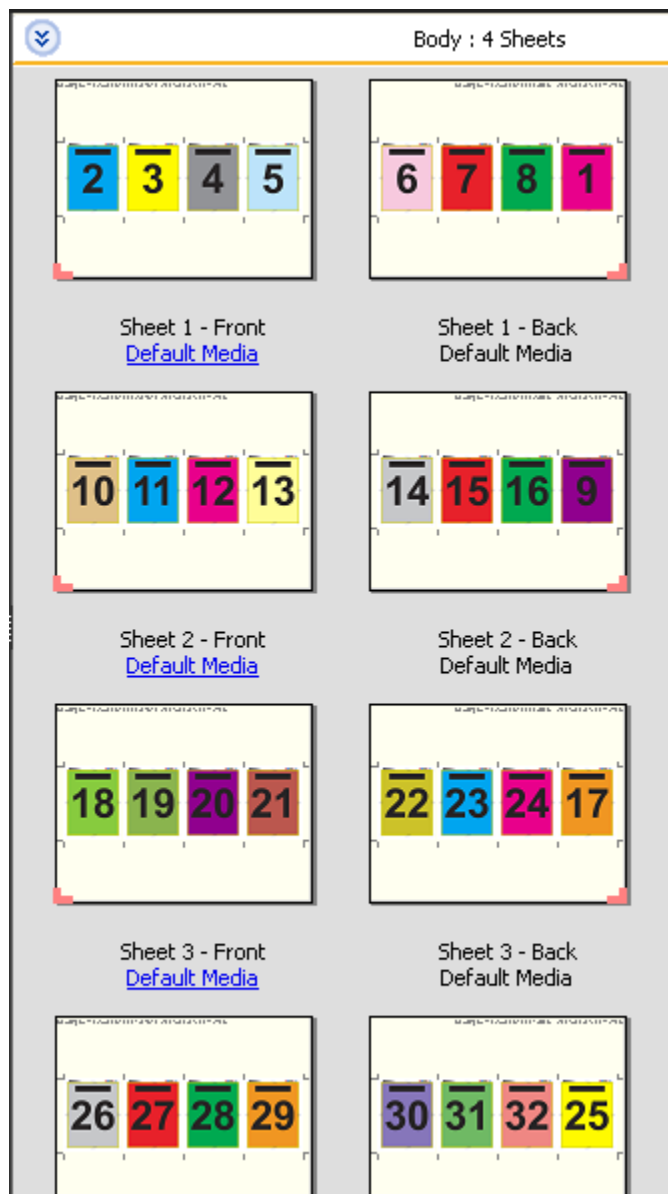 Body : 4 Sheets
2 3 4 5
6 7 8 1
Sheet 1 - Front
Default Media
Sheet 1 - Back
Default Media
10 11 12 13
14 15 16 9
Sheet 2 - Front
Default Media
Sheet 2 - Back
Default Media
18 19 20 21
22 23 24 17
Sheet 3 - Front
Default Media
Sheet 3 - Back
Default Media
26 27 28 29
30 31 32 25